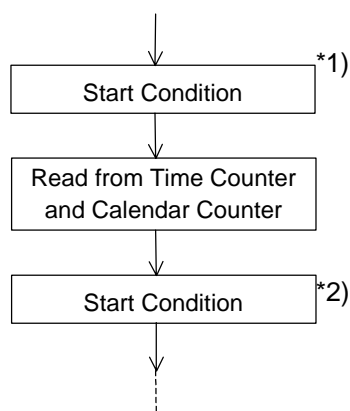 *1)
Start Condition
Read from Time Counter
and Calendar Counter
*2)
Start Condition